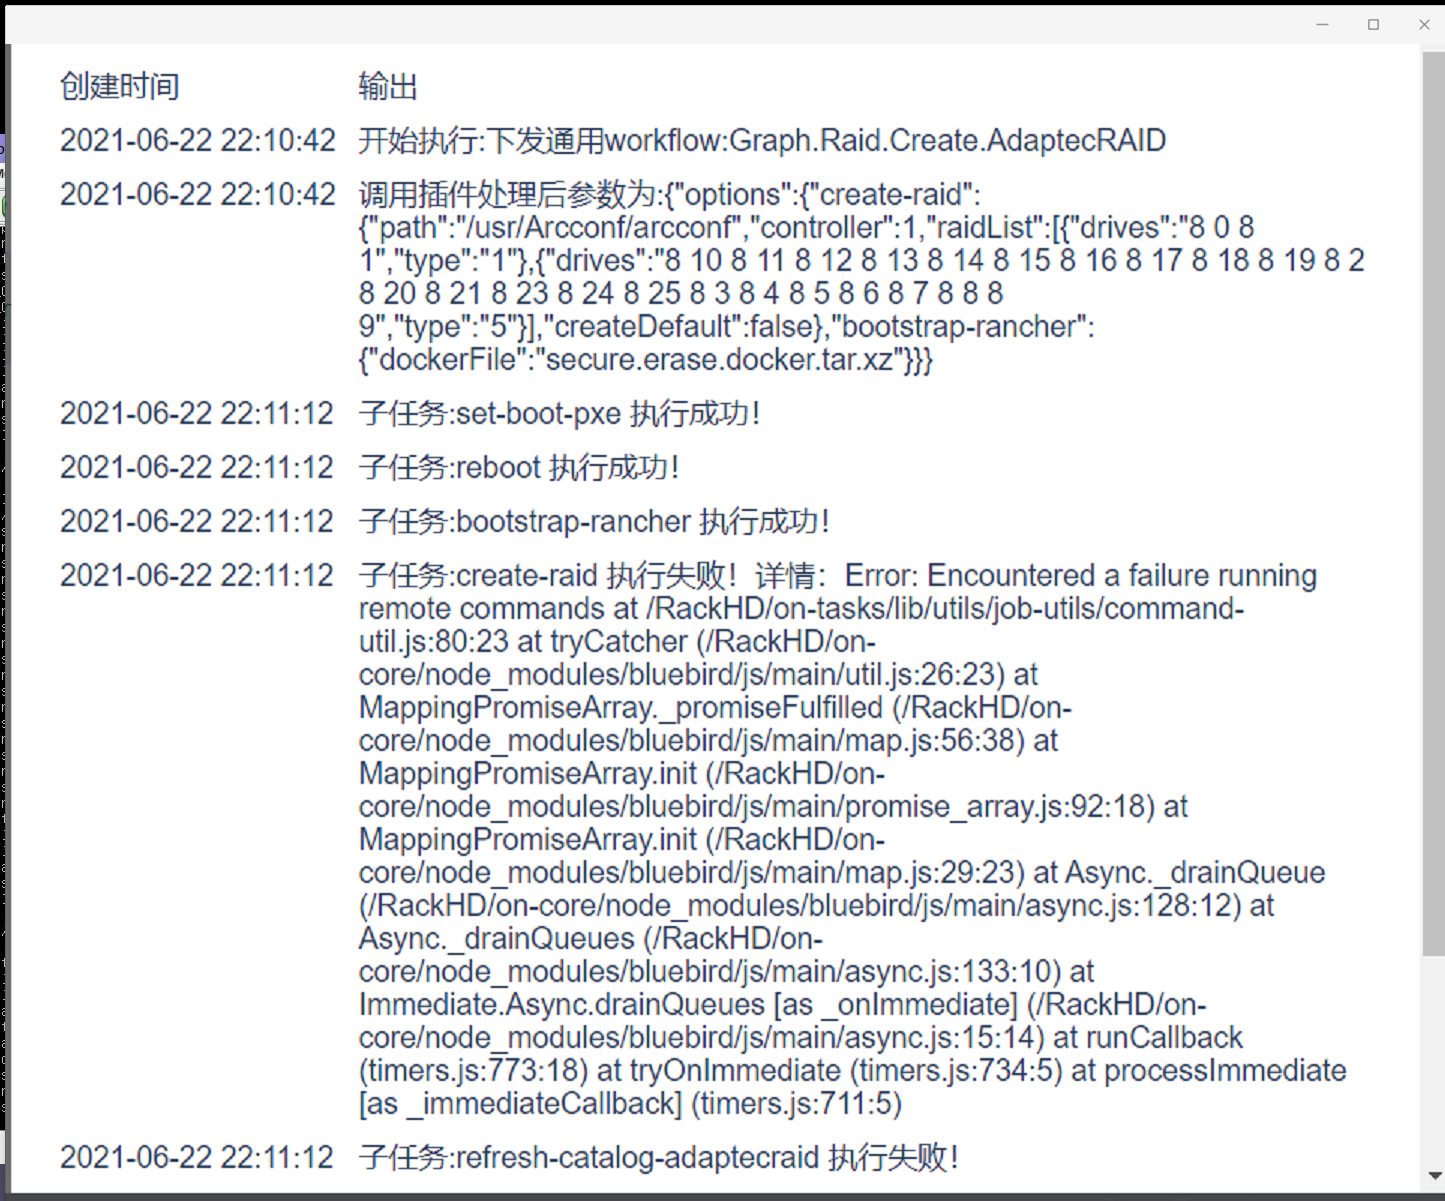 创建时间 输出
2021-06-22 22:10:42 开始执行:下发通用workflow:Graph.Raid.Create.AdaptecRAID
2021-06-22 22:10:42 调用插件处理后参数为:{"options":{"create-raid":
{"path":"/usr/Arcconf/arcconf","controller":1,"raidList":[{"drives":"8 0 8
1","type":"1"},{"drives":"8 10 8 11 8 12 8 13 8 14 8 15 8 16 8 17 8 18 8 19 8 2
8 20 8 21 8 23 8 24 8 25 8 3 8 4 8 5 8 6 8 7 8 8 8
9","type":"5"}],"createDefault":false},"bootstrap-rancher":
{"dockerFile":"secure.erase.docker.tar.xz"}}}
2021-06-22 22:11:12 子任务:set-boot-pxe 执行成功！
2021-06-22 22:11:12 子任务:reboot 执行成功！
2021-06-22 22:11:12 子任务:bootstrap-rancher 执行成功！
2021-06-22 22:11:12 子任务:create-raid 执行失败！详情：Error: Encountered a failure running
remote commands at /RackHD/on-tasks/lib/utils/job-utils/command-
util.js:80:23 at tryCatcher (/RackHD/on-
core/node_modules/bluebird/js/main/util.js:26:23) at
MappingPromiseArray._promiseFulfilled (/RackHD/on-
core/node_modules/bluebird/js/main/map.js:56:38) at
MappingPromiseArray.init (/RackHD/on-
core/node_modules/bluebird/js/main/promise_array.js:92:18) at
MappingPromiseArray.init (/RackHD/on-
core/node_modules/bluebird/js/main/map.js:29:23) at Async._drainQueue
(/RackHD/on-core/node_modules/bluebird/js/main/async.js:128:12) at
Async._drainQueues (/RackHD/on-
core/node_modules/bluebird/js/main/async.js:133:10) at
Immediate.Async.drainQueues [as _onImmediate] (/RackHD/on-
core/node_modules/bluebird/js/main/async.js:15:14) at runCallback
(timers.js:773:18) at tryOnImmediate (timers.js:734:5) at processImmediate
[as _immediateCallback] (timers.js:711:5)
2021-06-22 22:11:12 子任务:refresh-catalog-adaptecraid 执行失败！